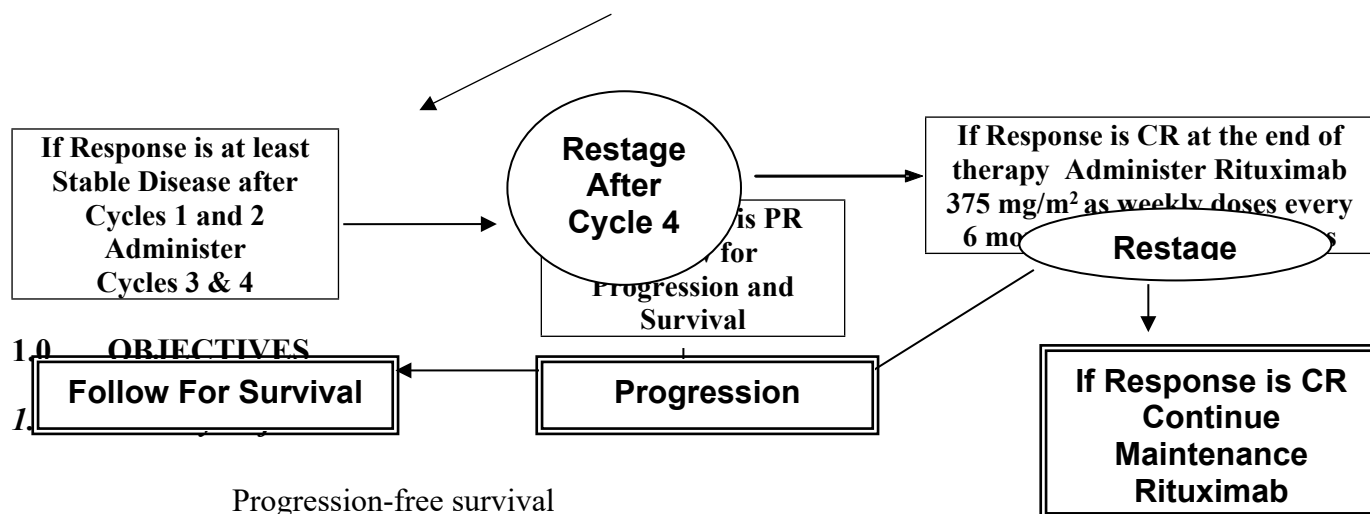 If Response is at least
Stable Disease after
Cycles 1 and 2
Administer
Cycles 3 & 4
Restage
After
Cycle 4
is PR
for
Progression and
Survival
If Response is CR at the end of
therapy Administer Rituximab
375 mg/m² as weekly doses every
6 mo
Restage
1.0 OBJECTIVES
Follow For Survival
Progression
If Response is CR
Continue
Maintenance
Rituximab
1.
Progression-free survival